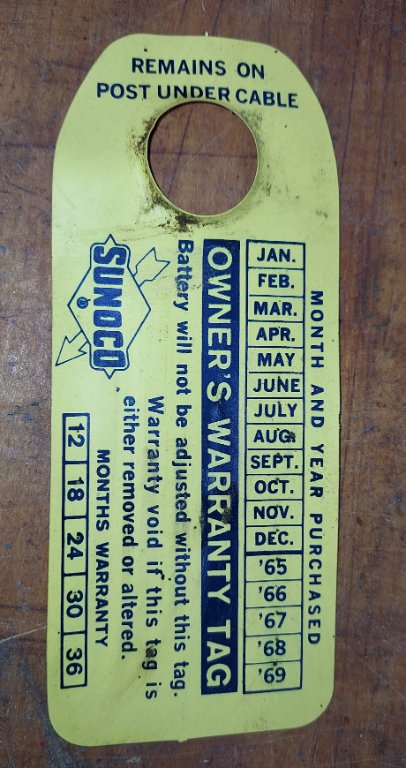 REMAINS ON
POST UNDER CABLE
MONTH AND YEAR PURCHASED
JAN.
FEB.
MAR.
APR.
MAY
JUNE
JULY
AUG.
SEPT.
OCT.
NOV.
DEC.
'65
'66
'67
'68
'69
OWNER'S WARRANTY TAG
Battery will not be adjusted without this tag.
Warranty void if this tag is
either removed or altered.
SUNOCO
®
MONTHS WARRANTY
12 18 24 30 36